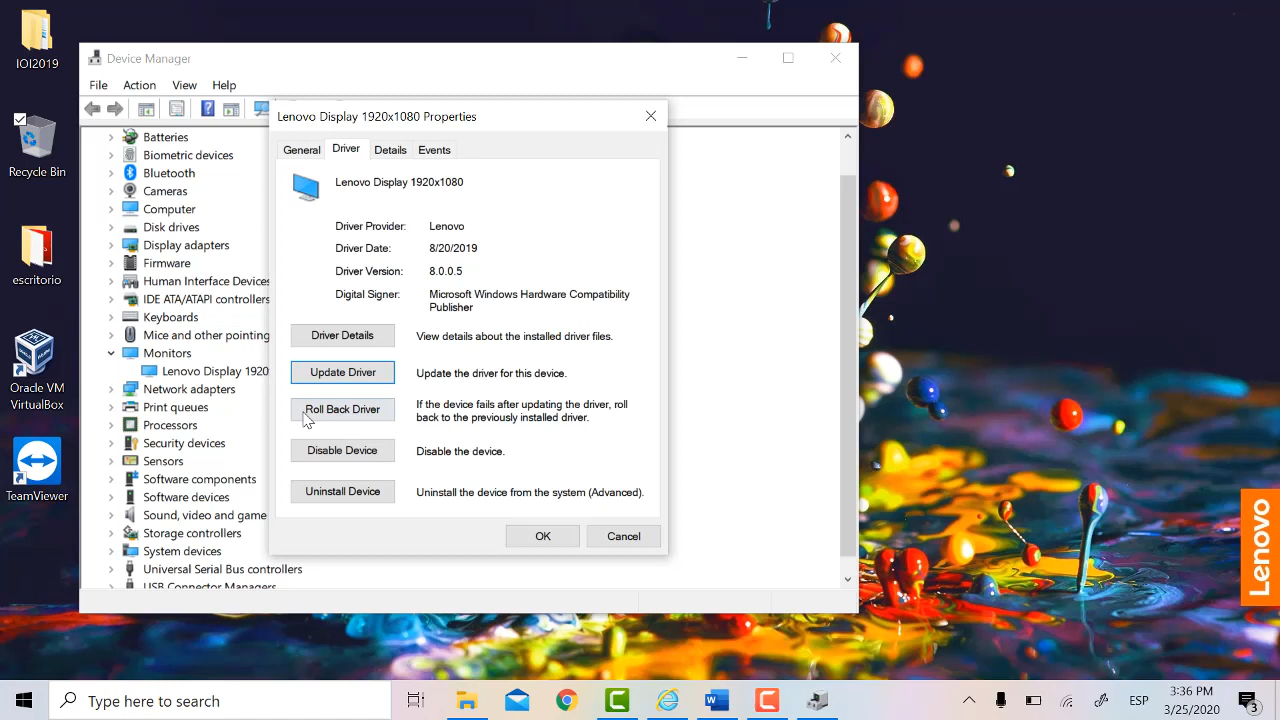 IOI2019
Recycle Bin
escritorio
Oracle VM
VirtualBox
TeamViewer
Device Manager
File Action View Help
Batteries
Biometric devices
Bluetooth
Cameras
Computer
Disk drives
Display adapters
Firmware
Human Interface Devices
IDE ATA/ATAPI controllers
Keyboards
Mice and other pointing
Monitors
Lenovo Display 1920
Network adapters
Print queues
Processors
Security devices
Sensors
Software components
Software devices
Sound, video and game
Storage controllers
System devices
Universal Serial Bus controllers
USB Connector Managers
Lenovo Display 1920x1080 Properties
General Driver Details Events
Lenovo Display 1920x1080
Driver Provider: Lenovo
Driver Date: 8/20/2019
Driver Version: 8.0.0.5
Digital Signer: Microsoft Windows Hardware Compatibility
Publisher
Driver Details View details about the installed driver files.
Update Driver Update the driver for this device.
Roll Back Driver If the device fails after updating the driver, roll
back to the previously installed driver.
Disable Device Disable the device.
Uninstall Device Uninstall the device from the system (Advanced).
OK Cancel
Lenovo
Type here to search
ESP
3:36 PM
3/25/2020
3